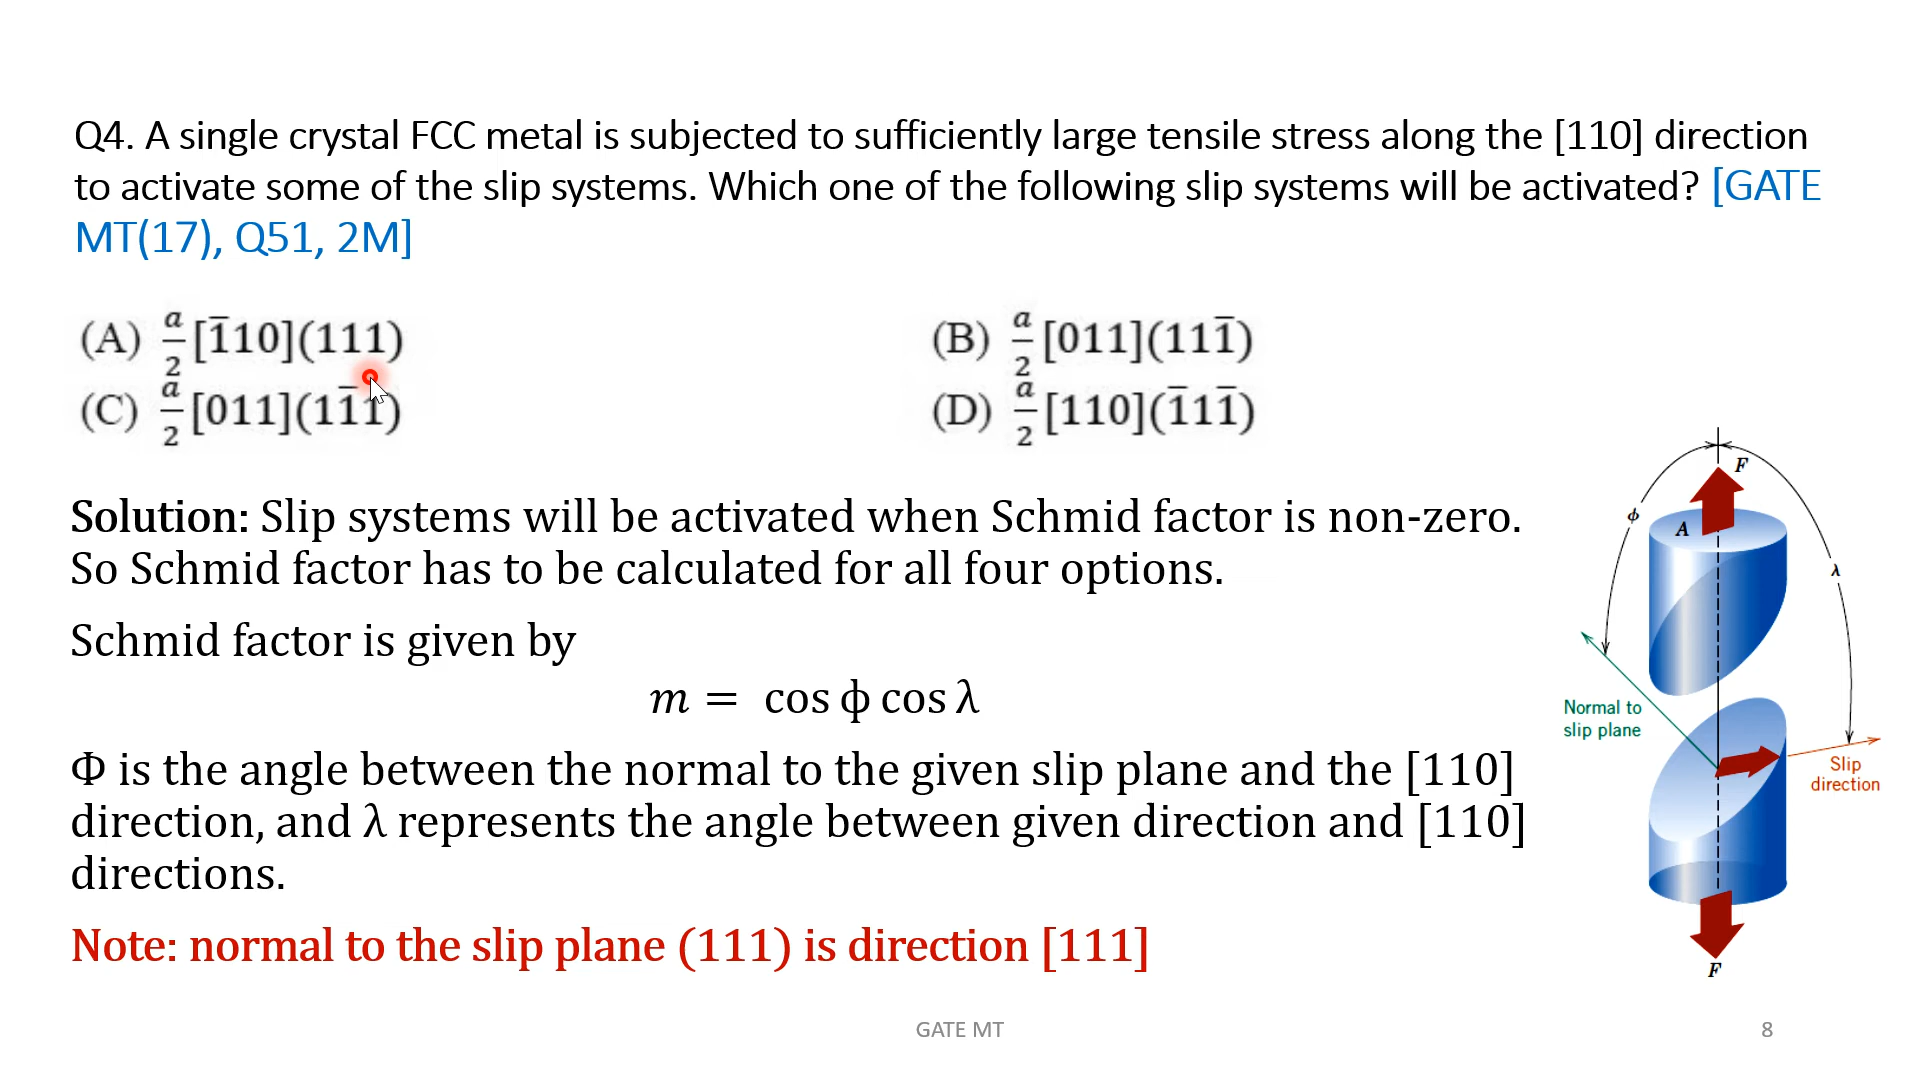 Q4. A single crystal FCC metal is subjected to sufficiently large tensile stress along the [110] direction
to activate some of the slip systems. Which one of the following slip systems will be activated? [GATE
MT(17), Q51, 2M]
(A) a/2 [1̅10](111)
(B) a/2 [011](111̅)
(C) a/2 [011](11̅1)
(D) a/2 [110](1̅11̅)
Solution: Slip systems will be activated when Schmid factor is non-zero.
So Schmid factor has to be calculated for all four options.
Schmid factor is given by
m = cos ϕ cos λ
Φ is the angle between the normal to the given slip plane and the [110]
direction, and λ represents the angle between given direction and [110]
directions.
Note: normal to the slip plane (111) is direction [111]
F
ϕ
A
λ
Normal to
slip plane
Slip
direction
F
GATE MT
8